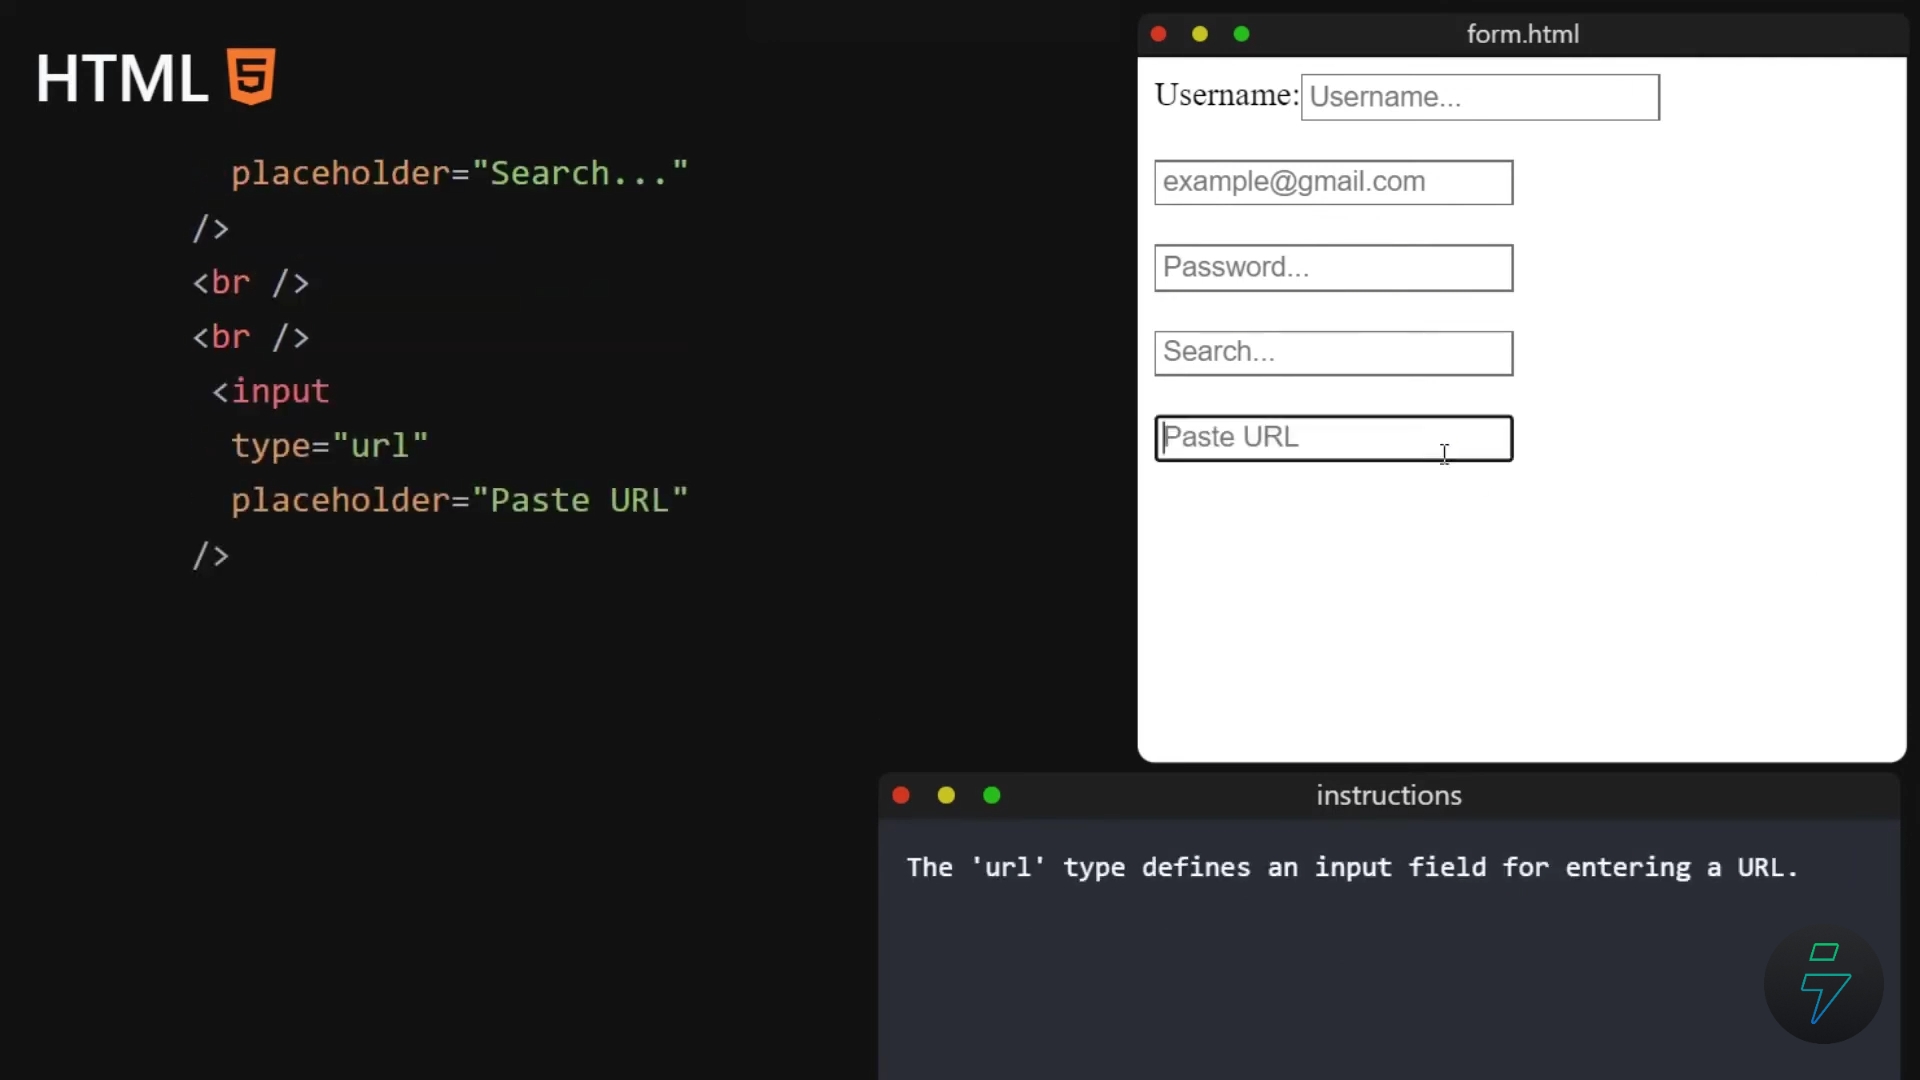 HTML 5
placeholder="Search..."
/>
<br />
<br />
<input
type="url"
placeholder="Paste URL"
/>
form.html
Username: Username...
example@gmail.com
Password...
Search...
Paste URL
instructions
The 'url' type defines an input field for entering a URL.